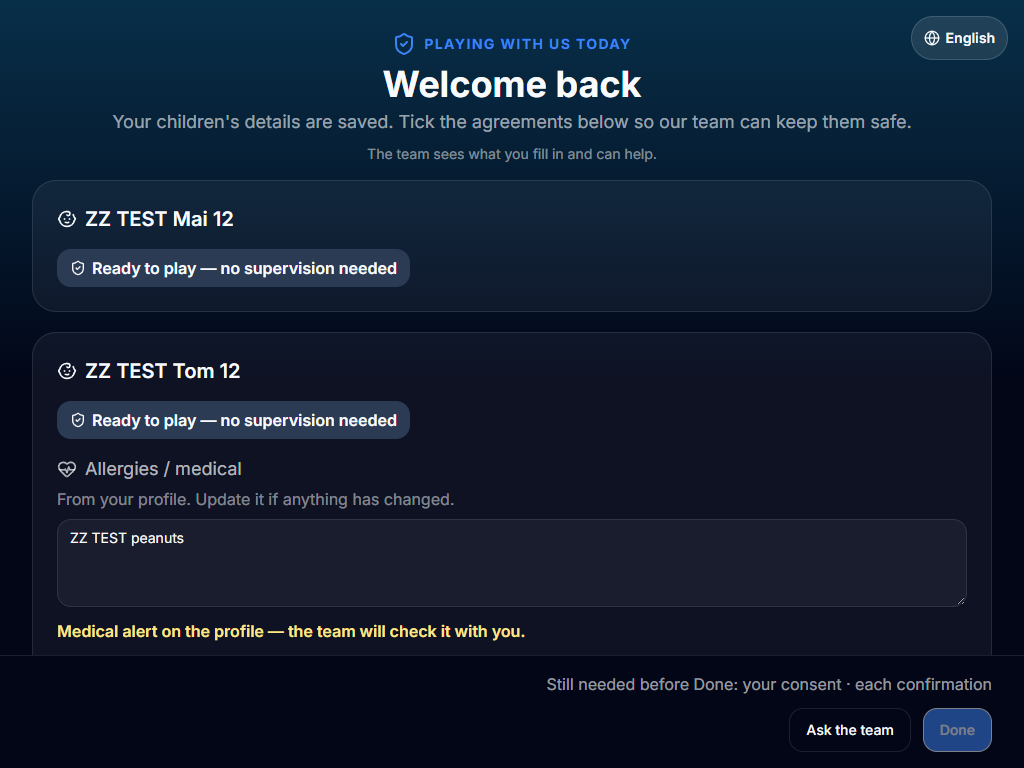 English
PLAYING WITH US TODAY
Welcome back
Your children's details are saved. Tick the agreements below so our team can keep them safe.
The team sees what you fill in and can help.
ZZ TEST Mai 12
Ready to play — no supervision needed
ZZ TEST Tom 12
Ready to play — no supervision needed
Allergies / medical
From your profile. Update it if anything has changed.
ZZ TEST peanuts
Medical alert on the profile — the team will check it with you.
Still needed before Done: your consent · each confirmation
Ask the team
Done